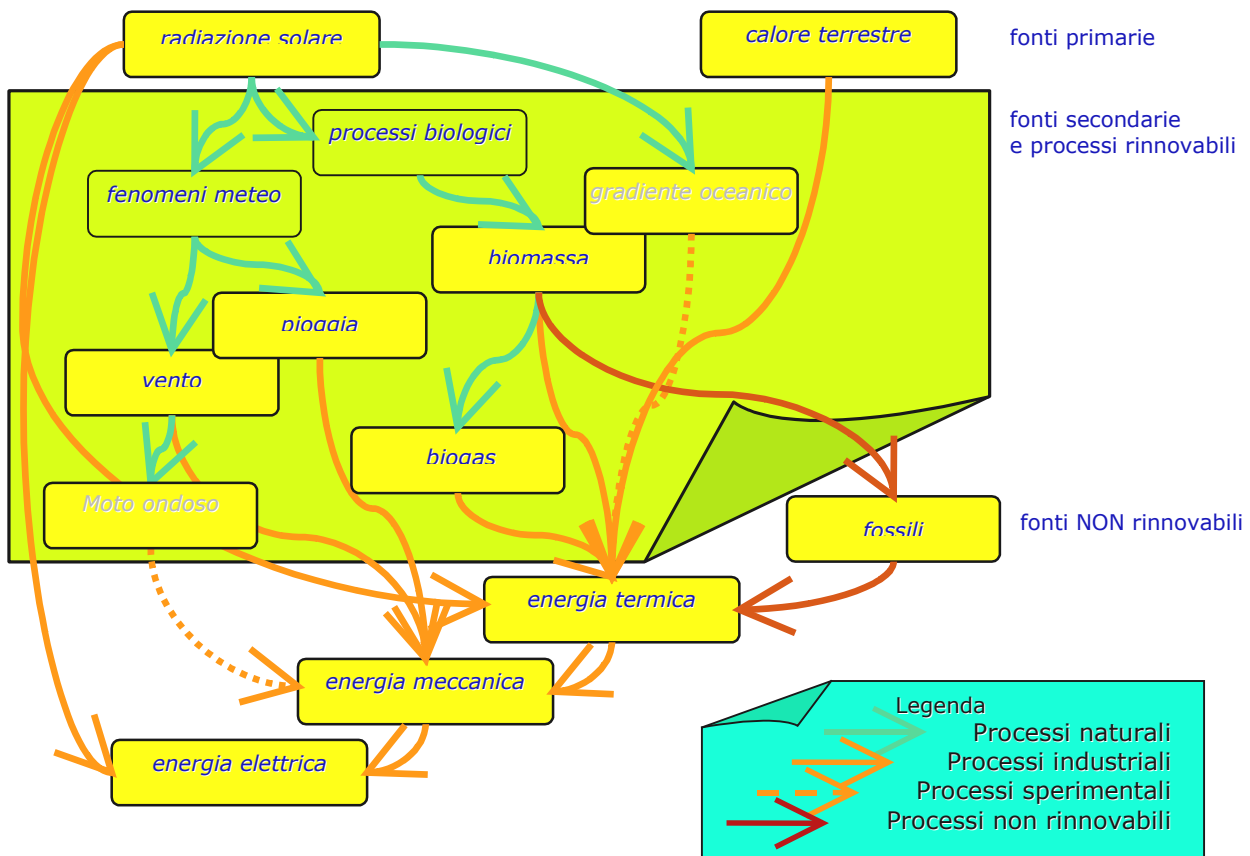 radiazione solare
calore terrestre
fonti primarie
processi biologici
fonti secondarie
e processi rinnovabili
fenomeni meteo
gradiente oceanico
biomassa
pioggia
vento
biogas
Moto ondoso
fossili
fonti NON rinnovabili
energia termica
energia meccanica
energia elettrica
Legenda
Processi naturali
Processi industriali
Processi sperimentali
Processi non rinnovabili